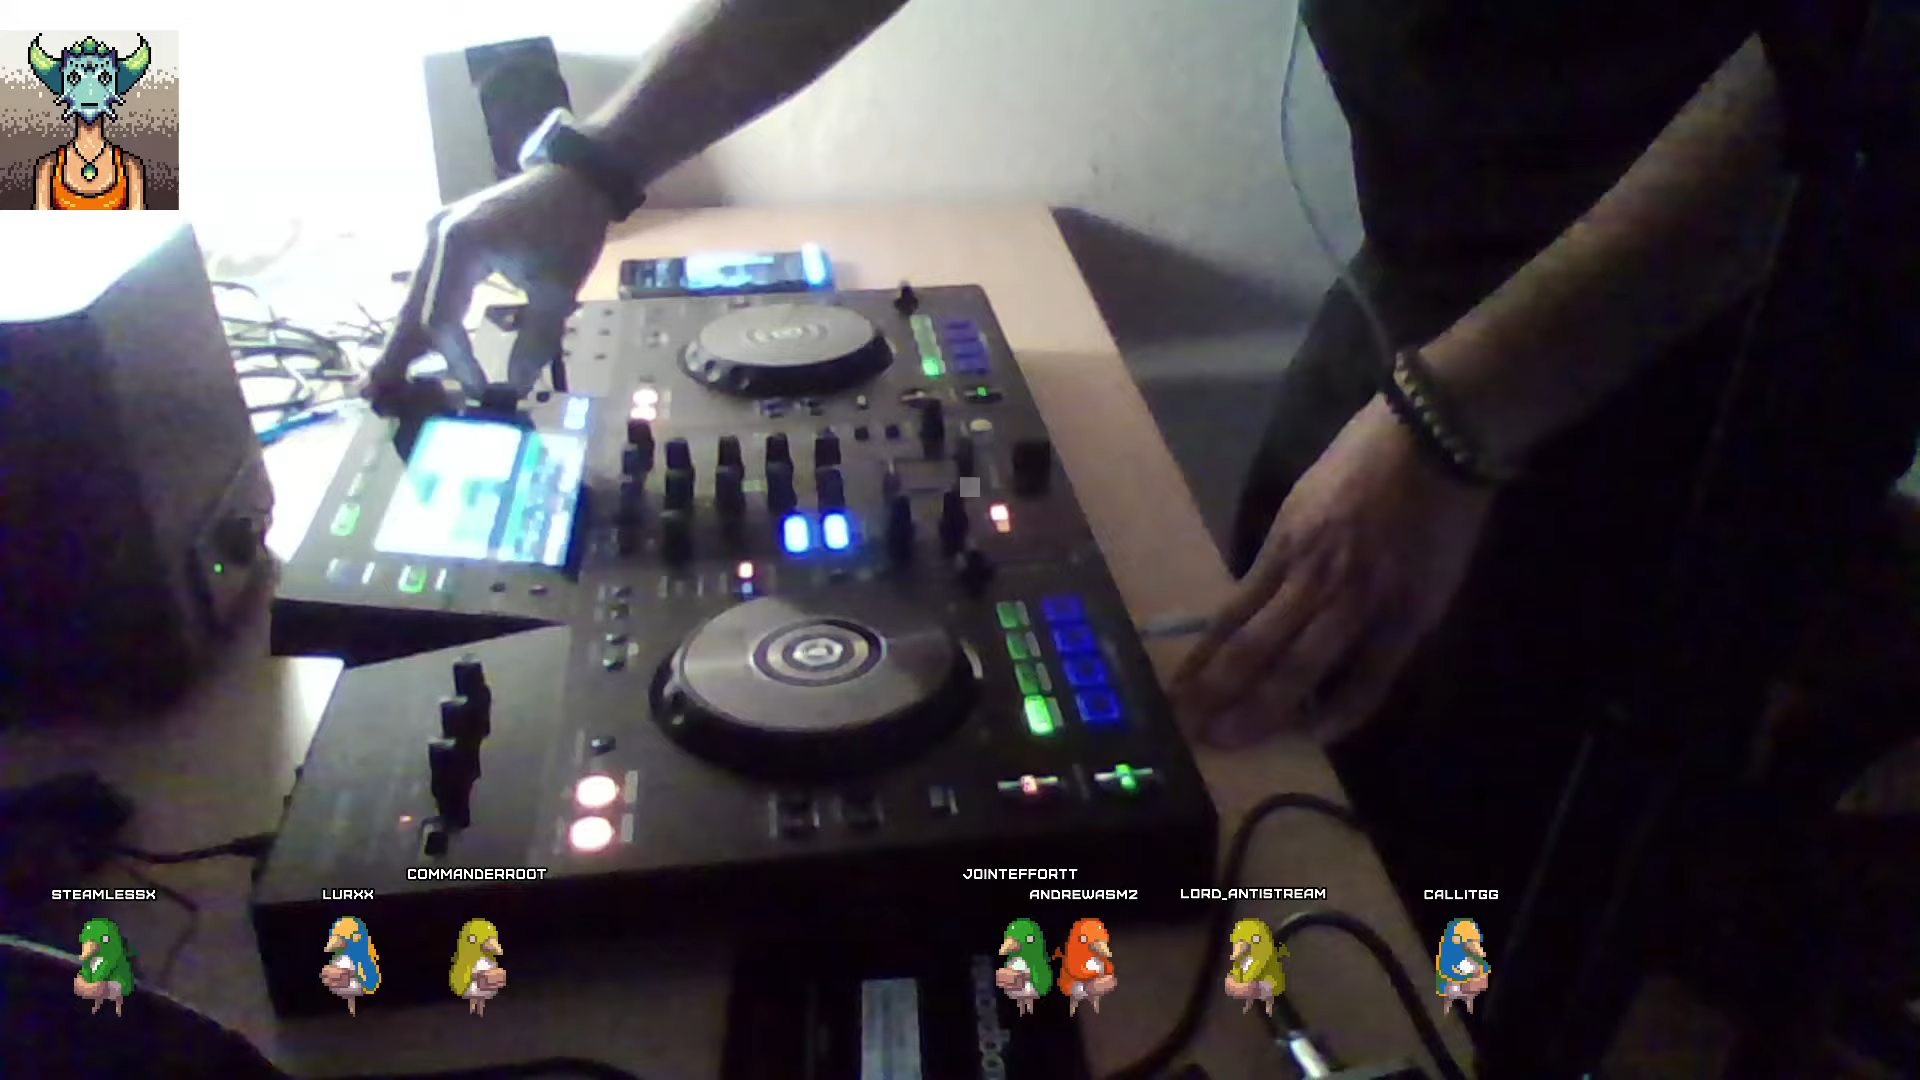 COMMANDERROOT
JOINTEFFORTT
STEAMLESSX
LURXX
ANDREWASM2
LORD_ANTISTREAM
CALLITGG